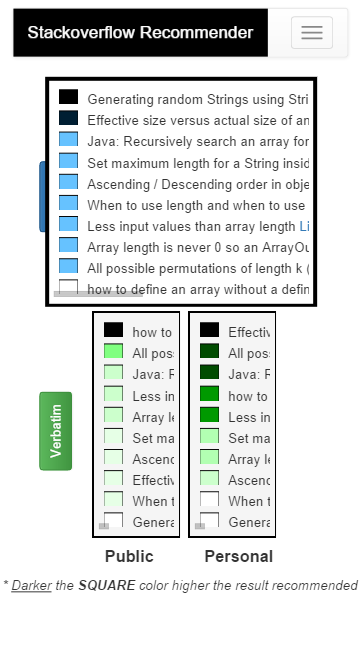 Stackoverflow Recommender
Generating random Strings using Stri
Effective size versus actual size of an
Java: Recursively search an array for
Set maximum length for a String insid
Ascending / Descending order in obje
When to use length and when to use
Less input values than array length Li
Array length is never 0 so an ArrayOu
All possible permutations of length k (
how to define an array without a defin
Verbatim
how to
All poss
Java: R
Less in
Array le
Set ma
Ascenc
Effectiv
When t
Genera
Public
Effectiv
All poss
Java: R
how to
Less in
Set ma
Array le
Ascenc
When t
Genera
Personal
* Darker the SQUARE color higher the result recommended